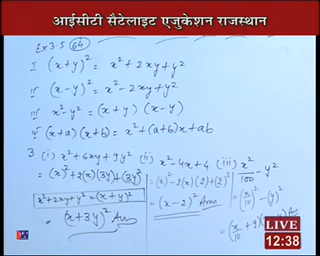 आईसीटी सैटेलाइट एजुकेशन राजस्थान
Ex 3.5 (64)
I (x+y)² = x² + 2xy + y²
II (x-y)² = x² - 2xy + y²
III x² - y² = (x+y) (x-y)
IV (x+a)(x+b) = x² + (a+b)x + ab
3. (i) x² + 6xy + 9y² (ii) x² - 4x + 4 (iii) x²/100 - y²
= (x)² + 2(x)(3y) + (3y)² = (x)² - 2(x)(2) + (2)² = (x/10)² - (y)²
x² + 2xy + y² = (x+y)² = (x-2)² Ans = (x/10 + y)
= (x+3y)² Ans
LIVE
12:38